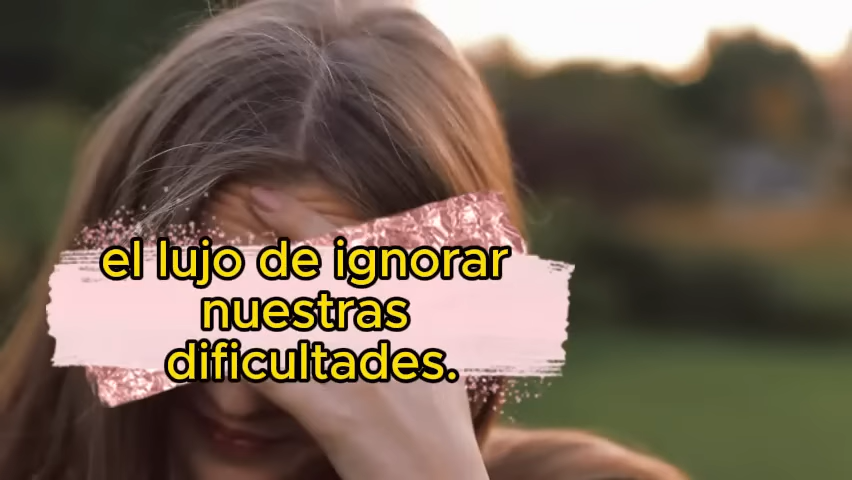 el lujo de ignorar
nuestras
dificultades.